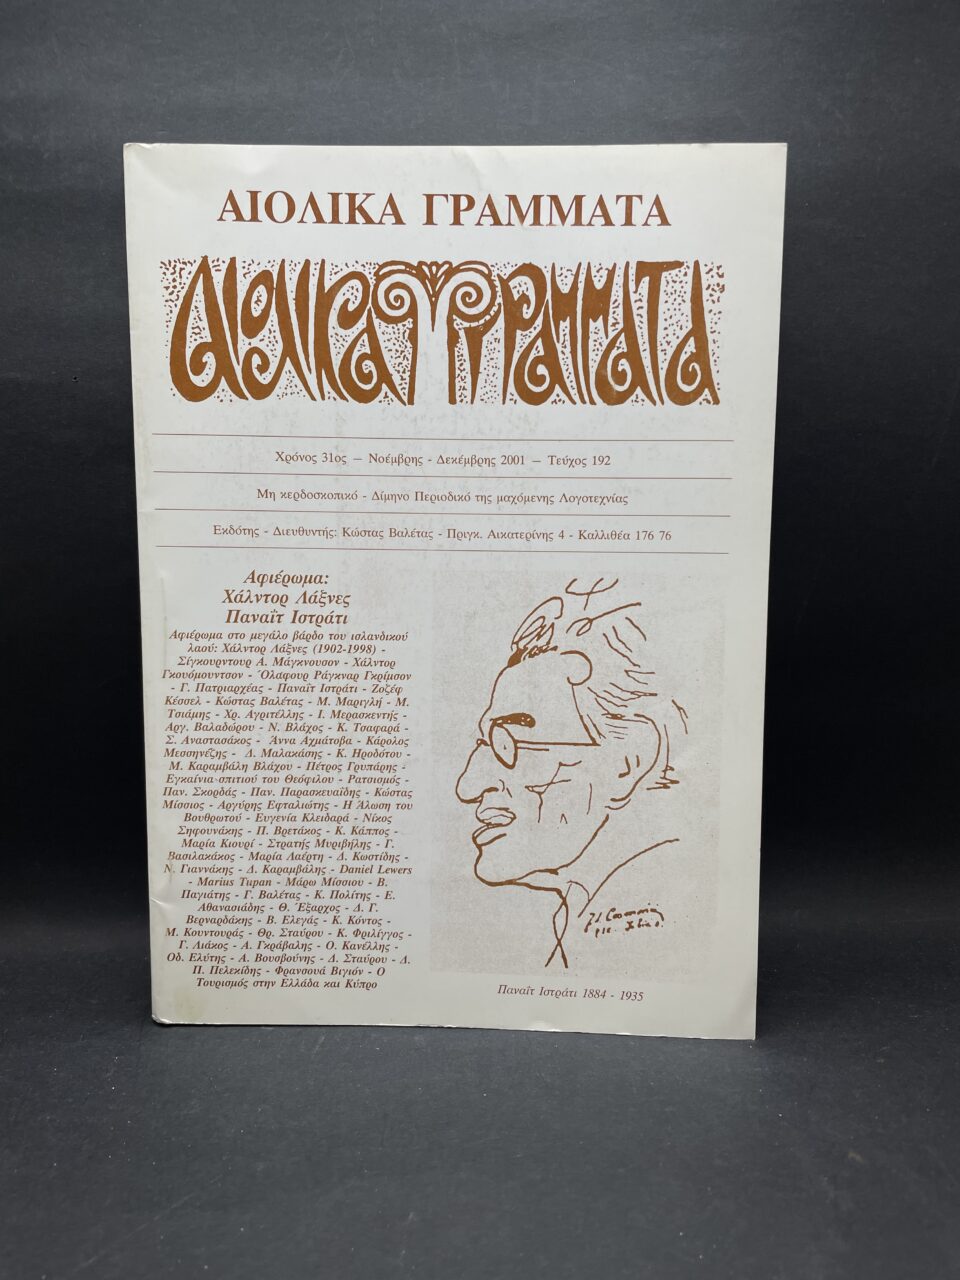 ΑΙΟΛΙΚΑ ΓΡΑΜΜΑΤΑ
ΑΙΟΛΙΚΑ ΓΡΑΜΜΑΤΑ
Χρόνος 31ος – Νοέμβρης - Δεκέμβρης 2001 – Τεύχος 192
Μη κερδοσκοπικό - Δίμηνο Περιοδικό της μαχόμενης Λογοτεχνίας
Εκδότης - Διευθυντής: Κώστας Βαλέτας - Πριγκ. Αικατερίνης 4 - Καλλιθέα 176 76
Αφιέρωμα:
Χάλντορ Λάξνες
Παναΐτ Ιστράτι
Αφιέρωμα στο μεγάλο βάρδο του ισλανδικού
λαού: Χάλντορ Λάξνες (1902-1998) -
Σίγκουρντουρ Α. Μάγκνουσον - Χάλντορ
Γκουόμουντσον - Όλαφουρ Ράγκναρ Γκρίμσον
- Γ. Πατριαρχέας - Παναΐτ Ιστράτι - Ζοζέφ
Κέσσελ - Κώστας Βαλέτας - Μ. Μαριγλή - Μ.
Τσιάμης - Χρ. Αγριτέλλης - Ι. Μερασκεντής -
Αργ. Βαλαδώρου - Ν. Βλάχος - Κ. Τσαφαρά -
Σ. Αναστασάκος - Άννα Αχμάτοβα - Κάρολος
Μεσσηνέζης - Δ. Μαλακάσης - Κ. Ηροδότου -
Μ. Καραμβάλη Βλάχου - Πέτρος Γρυπάρης -
Εγκαίνια σπιτιού του Θεόφιλου - Ρατσισμός -
Παν. Σκορδάς - Παν. Παρασκευαΐδης - Κώστας
Μίσσιος - Αργύρης Εφταλιώτης - Η Άλωση του
Βουθρωτού - Ευγενία Κλειδαρά - Νίκος
Σηφουνάκης - Π. Βρετάκος - Κ. Κάππος -
Μαρία Κιουρί - Στρατής Μυριβήλης - Γ.
Βασιλακάκος - Μαρία Λαέρτη - Δ. Κωστίδης -
Ν. Γιαννάκης - Δ. Καραμβάλης - Daniel Lewers
- Marius Tupan - Μάρω Μίσσιου - Β.
Παγιάτης - Γ. Βαλέτας - Κ. Πολίτης - Ε.
Αθανασιάδης - Θ. Έξαρχος - Δ. Γ.
Βερναρδάκης - Β. Ελεγάς - Κ. Κόντος -
Μ. Κουντουράς - Θρ. Σταύρου - Κ. Φριλίγγος -
Γ. Λιάκος - Α. Γκράβαλης - Ο. Κανέλλης -
Οδ. Ελύτης - Α. Βουσβούνης - Δ. Σταύρου - Δ.
Π. Πελεκίδης - Φρανσουά Βιγιόν - Ο
Τουρισμός στην Ελλάδα και Κύπρο
Παναΐτ Ιστράτι 1884 - 1935